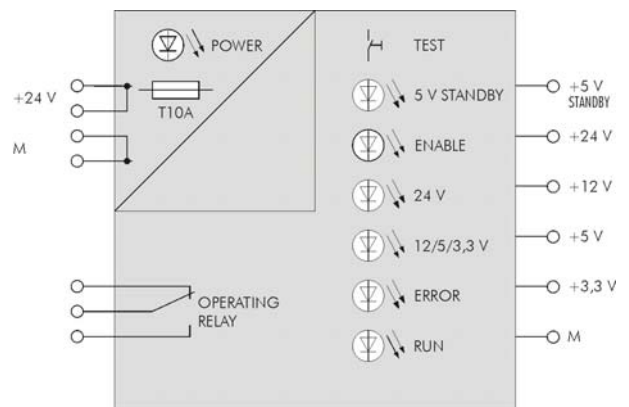 POWER
+24 V
T10A
M
OPERATING
RELAY
TEST
5 V STANDBY
ENABLE
24 V
12/5/3,3 V
ERROR
RUN
+5 V
STANDBY
+24 V
+12 V
+5 V
+3,3 V
M